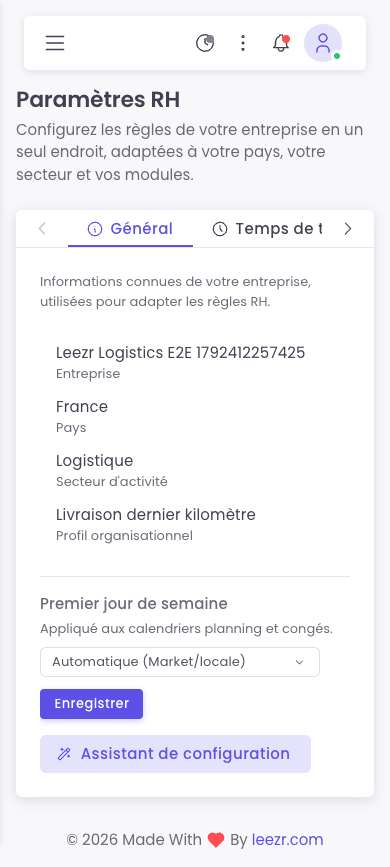 Paramètres RH
Configurez les règles de votre entreprise en un
seul endroit, adaptées à votre pays, votre
secteur et vos modules.
Général
Temps de t
Informations connues de votre entreprise,
utilisées pour adapter les règles RH.
Leezr Logistics E2E 1792412257425
Entreprise
France
Pays
Logistique
Secteur d'activité
Livraison dernier kilomètre
Profil organisationnel
Premier jour de semaine
Appliqué aux calendriers planning et congés.
Automatique (Market/locale)
Enregistrer
Assistant de configuration
© 2026 Made With By leezr.com